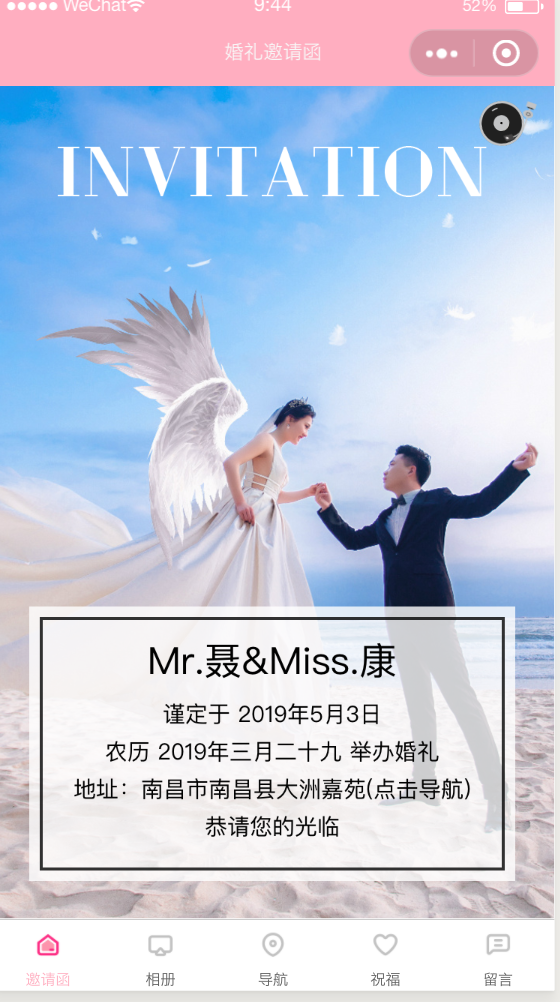 WeChat 9:44 52%
婚礼邀请函
INVITATION
Mr.聂&Miss.康
谨定于 2019年5月3日
农历 2019年三月二十九 举办婚礼
地址：南昌市南昌县大洲嘉苑(点击导航)
恭请您的光临
邀请函 相册 导航 祝福 留言